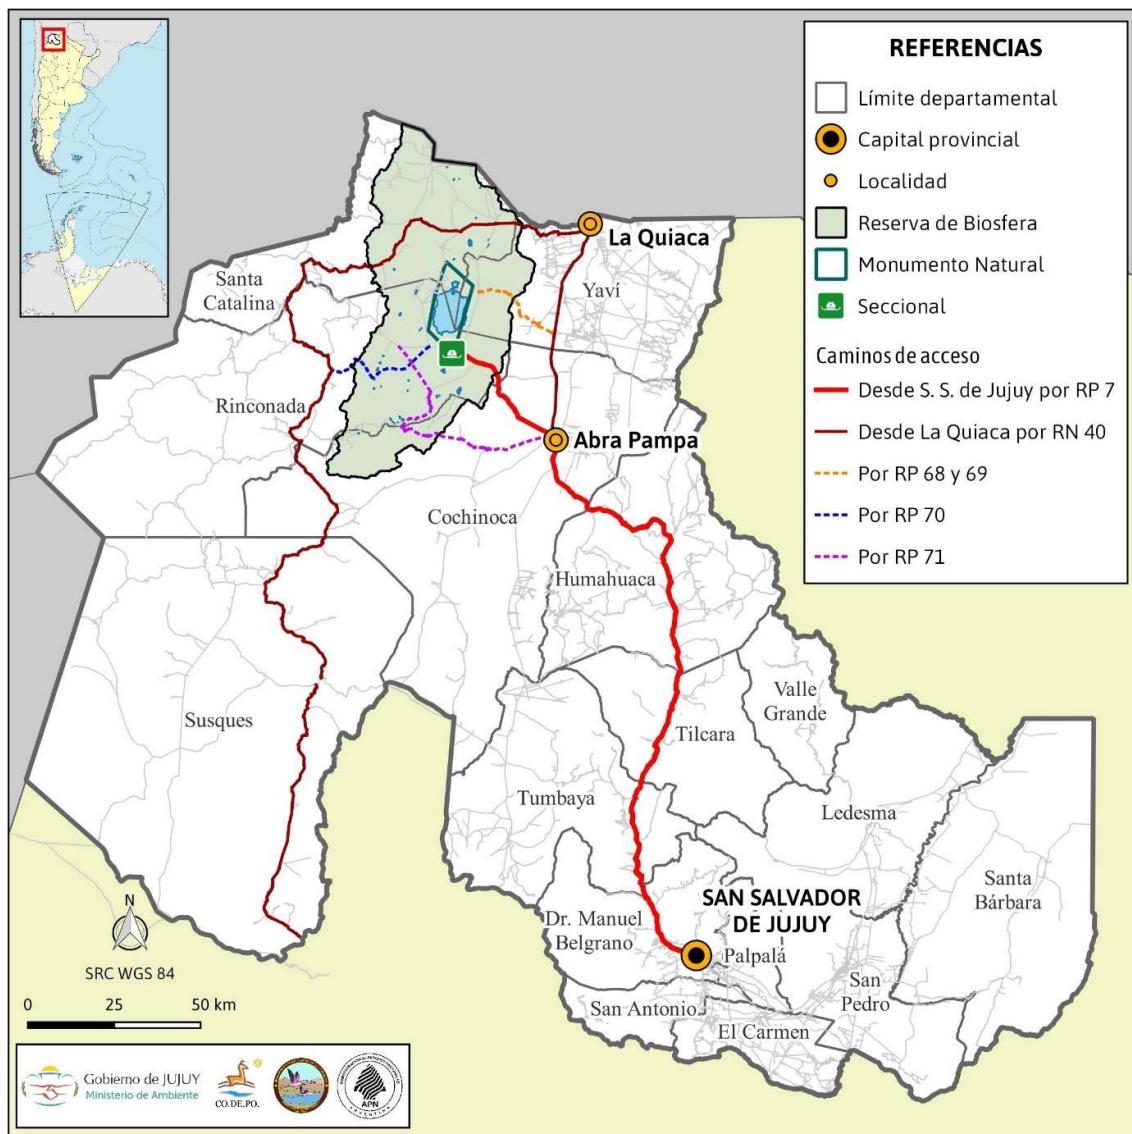 REFERENCIAS
Límite departamental
Capital provincial
Localidad
Reserva de Biosfera
Monumento Natural
Seccional
Caminos de acceso
Desde S. S. de Jujuy por RP 7
Desde La Quiaca por RN 40
Por RP 68 y 69
Por RP 70
Por RP 71
La Quiaca
Santa
Catalina
Yaví
Rinconada
Abra Pampa
Cochinoca
Humahuaca
Valle
Grande
Susques
Tilcara
Tumbaya
Ledesma
Santa
Bárbara
SAN SALVADOR
DE JUJUY
Dr. Manuel
Belgrano
Palpalá
San
Pedro
San Antonio
El Carmen
N
SRC WGS 84
0 25 50 km
Gobierno de JUJUY
Ministerio de Ambiente
CO.DE.PO.
APN
ARGENTINA